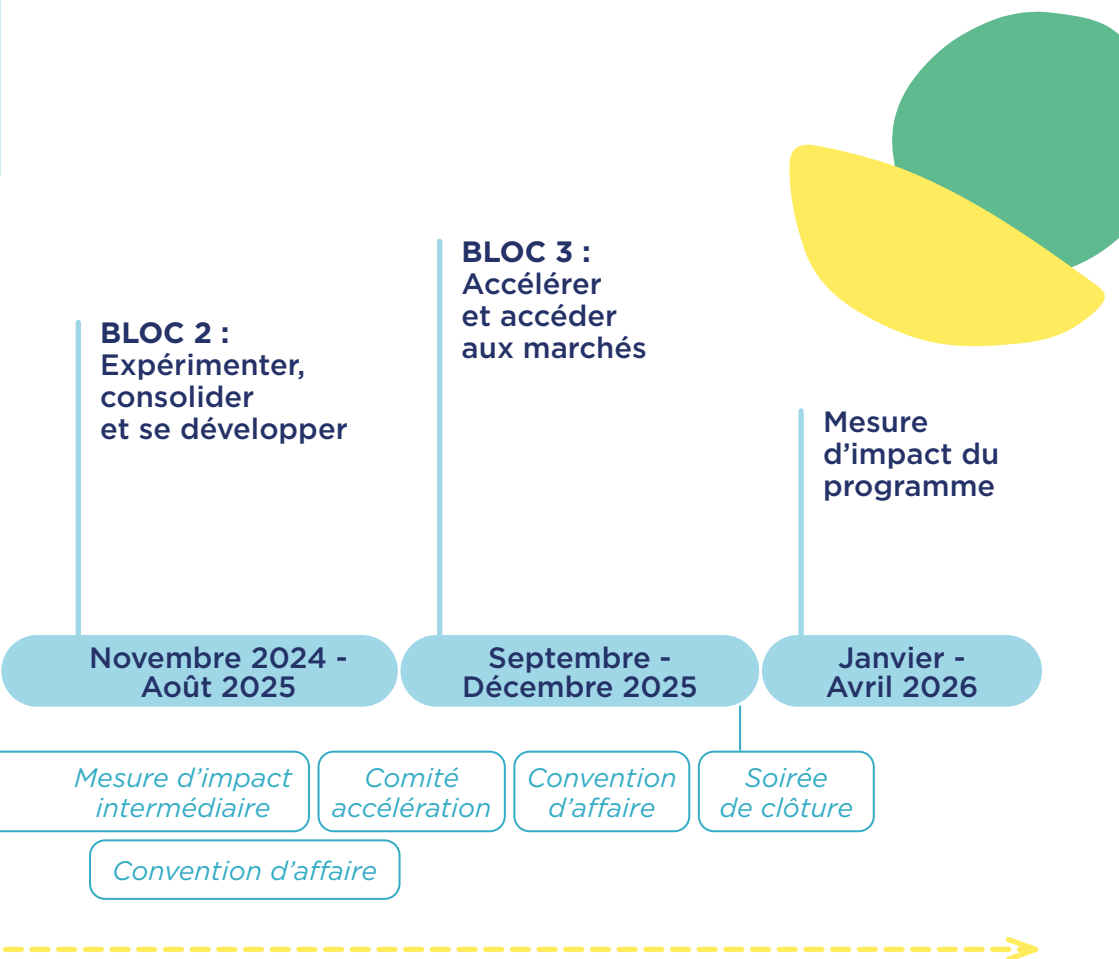 BLOC 2 :
Expérimenter,
consolider
et se développer
BLOC 3 :
Accélérer
et accéder
aux marchés
Mesure
d'impact du
programme
Novembre 2024 -
Août 2025
Septembre -
Décembre 2025
Janvier -
Avril 2026
Mesure d'impact
intermédiaire
Comité
accélération
Convention
d'affaire
Soirée
de clôture
Convention d'affaire